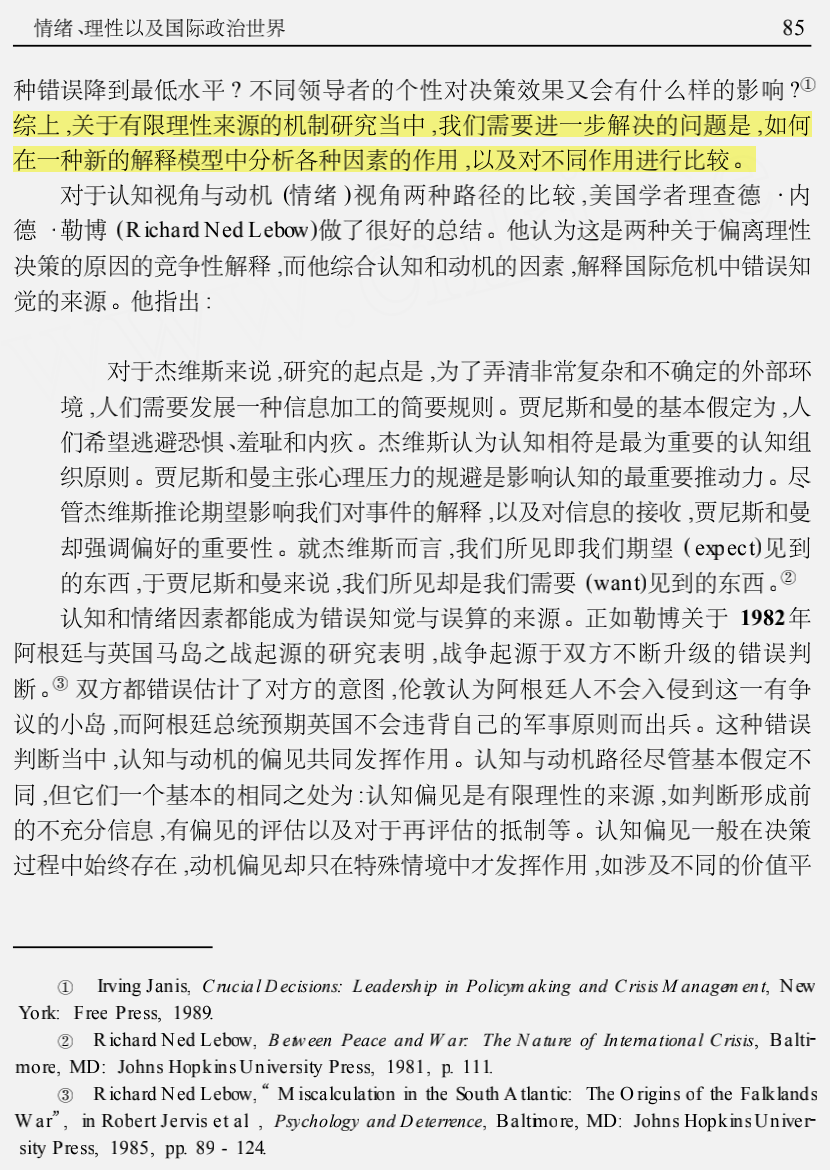 情绪、理性以及国际政治世界 85
种错误降到最低水平？不同领导者的个性对决策效果又会有什么样的影响?①
综上,关于有限理性来源的机制研究当中,我们需要进一步解决的问题是,如何
在一种新的解释模型中分析各种因素的作用,以及对不同作用进行比较。
对于认知视角与动机(情绪)视角两种路径的比较,美国学者理查德·内
德·勒博(Richard Ned Lebow)做了很好的总结。他认为这是两种关于偏离理性
决策的原因的竞争性解释,而他综合认知和动机的因素,解释国际危机中错误知
觉的来源。他指出:
对于杰维斯来说,研究的起点是,为了弄清非常复杂和不确定的外部环
境,人们需要发展一种信息加工的简要规则。贾尼斯和曼的基本假定为,人
们希望逃避恐惧、羞耻和内疚。杰维斯认为认知相符是最为重要的认知组
织原则。贾尼斯和曼主张心理压力的规避是影响认知的最重要推动力。尽
管杰维斯推论期望影响我们对事件的解释,以及对信息的接收,贾尼斯和曼
却强调偏好的重要性。就杰维斯而言,我们所见即我们期望(expect)见到
的东西,于贾尼斯和曼来说,我们所见却是我们需要(want)见到的东西。②
认知和情绪因素都能成为错误知觉与误算的来源。正如勒博关于1982年
阿根廷与英国马岛之战起源的研究表明,战争起源于双方不断升级的错误判
断。③双方都错误估计了对方的意图,伦敦认为阿根廷人不会入侵到这一有争
议的小岛,而阿根廷总统预期英国不会违背自己的军事原则而出兵。这种错误
判断当中,认知与动机的偏见共同发挥作用。认知与动机路径尽管基本假定不
同,但它们一个基本的相同之处为:认知偏见是有限理性的来源,如判断形成前
的不充分信息,有偏见的评估以及对于再评估的抵制等。认知偏见一般在决策
过程中始终存在,动机偏见却只在特殊情境中才发挥作用,如涉及不同的价值平
① Irving Janis, Crucial Decisions: Leadership in Policymaking and Crisis Management, New
York: Free Press, 1989.
② Richard Ned Lebow, Between Peace and War: The Nature of International Crisis, Balti-
more, MD: Johns Hopkins University Press, 1981, p. 111.
③ Richard Ned Lebow, “Miscalculation in the South Atlantic: The Origins of the Falklands
War”, in Robert Jervis et al, Psychology and Deterrence, Baltimore, MD: Johns Hopkins Univer-
sity Press, 1985, pp. 89 - 124.